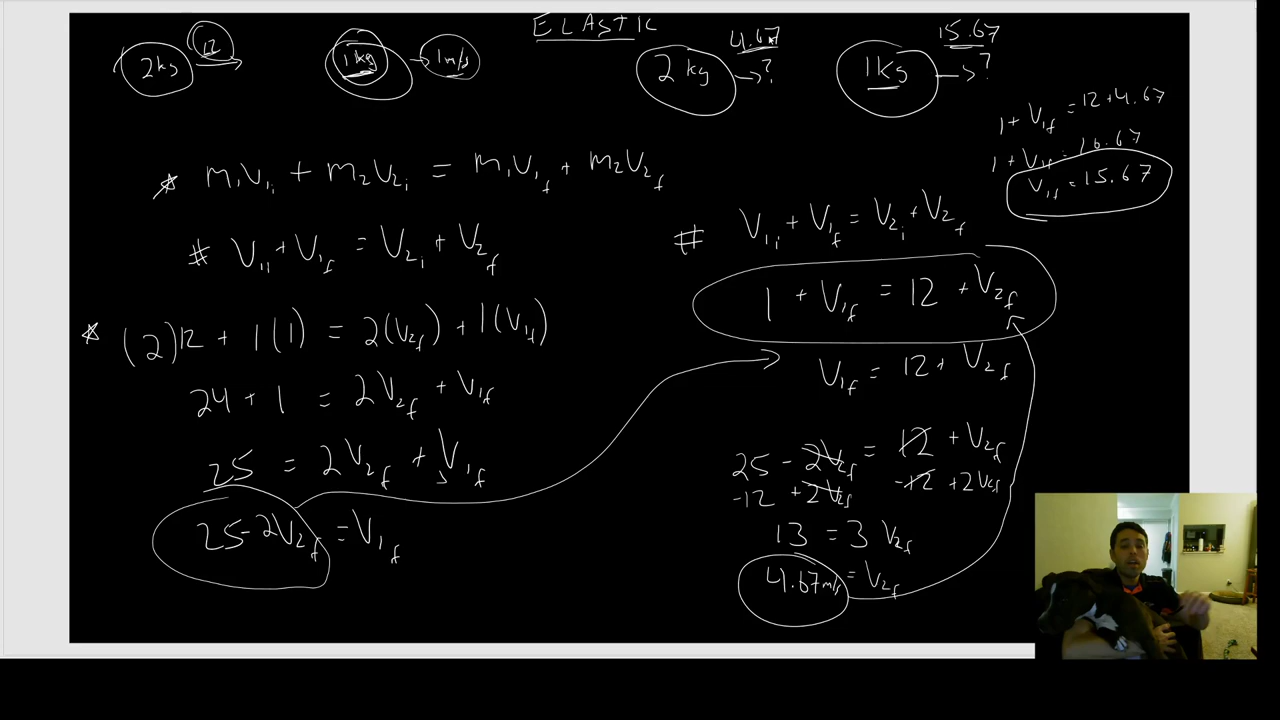 ELASTIC
2kg 12
1kg 1m/s
2kg ? 4.67
1kg ? 15.67
1 + V1f = 12 + 4.67
1 + V1f = 16.67
V1f = 15.67
* m1V1i + m2V2i = m1V1f + m2V2f
# V1i + V1f = V2i + V2f
* (2)12 + 1(1) = 2(V2f) + 1(V1f)
24 + 1 = 2V2f + V1f
25 = 2V2f + V1f
25 - 2V2f = V1f
# V1i + V1f = V2i + V2f
1 + V1f = 12 + V2f
V1f = 12 + V2f
25 - 2V2f = 12 + V2f
-12 + 2V2f -12 + 2V2f
13 = 3 V2f
4.67m/s = V2f